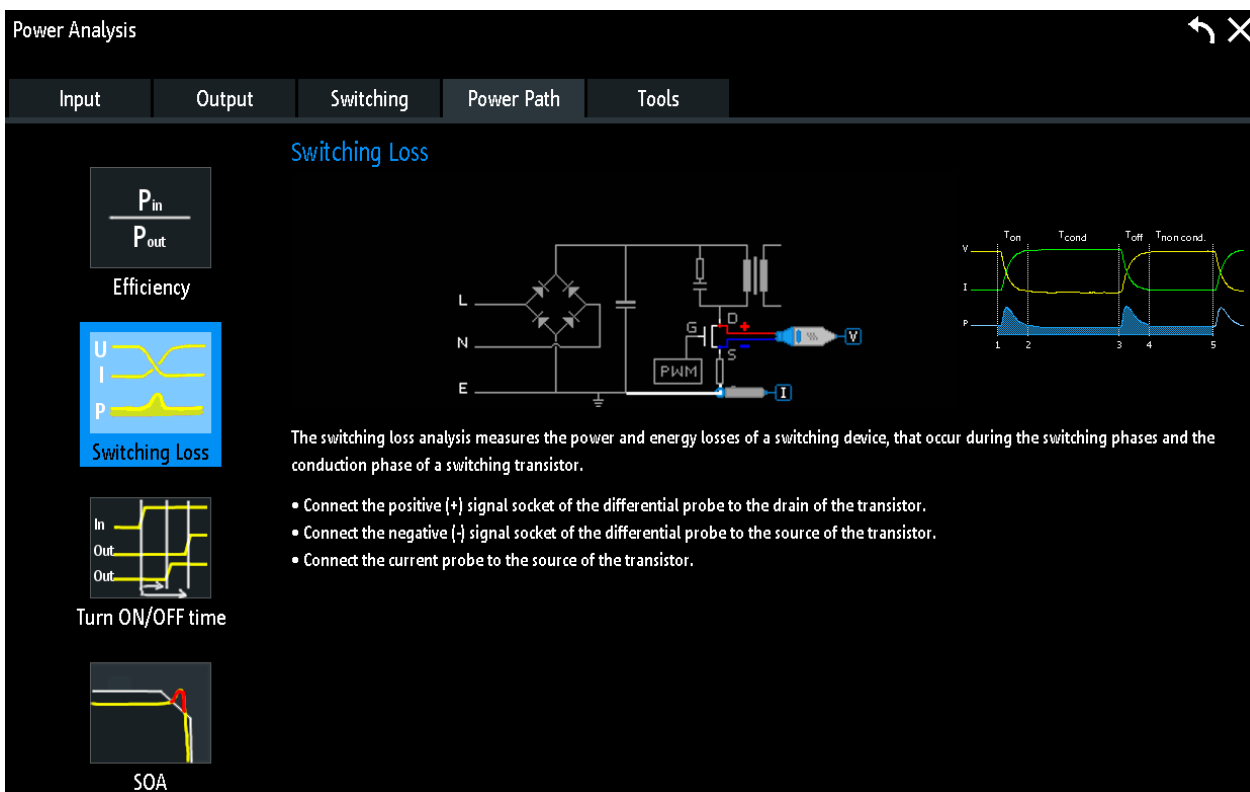 Power Analysis
Input Output Switching Power Path Tools
Switching Loss
Pin
Pout
Efficiency
U
I
P
Switching Loss
In
Out
Out
Turn ON/OFF time
SOA
L
N
E
G
D
+
-
S
PWM
V
I
Ton Tcond Toff Tnon cond.
V
I
P
1 2 3 4 5
The switching loss analysis measures the power and energy losses of a switching device, that occur during the switching phases and the
conduction phase of a switching transistor.
• Connect the positive (+) signal socket of the differential probe to the drain of the transistor.
• Connect the negative (-) signal socket of the differential probe to the source of the transistor.
• Connect the current probe to the source of the transistor.